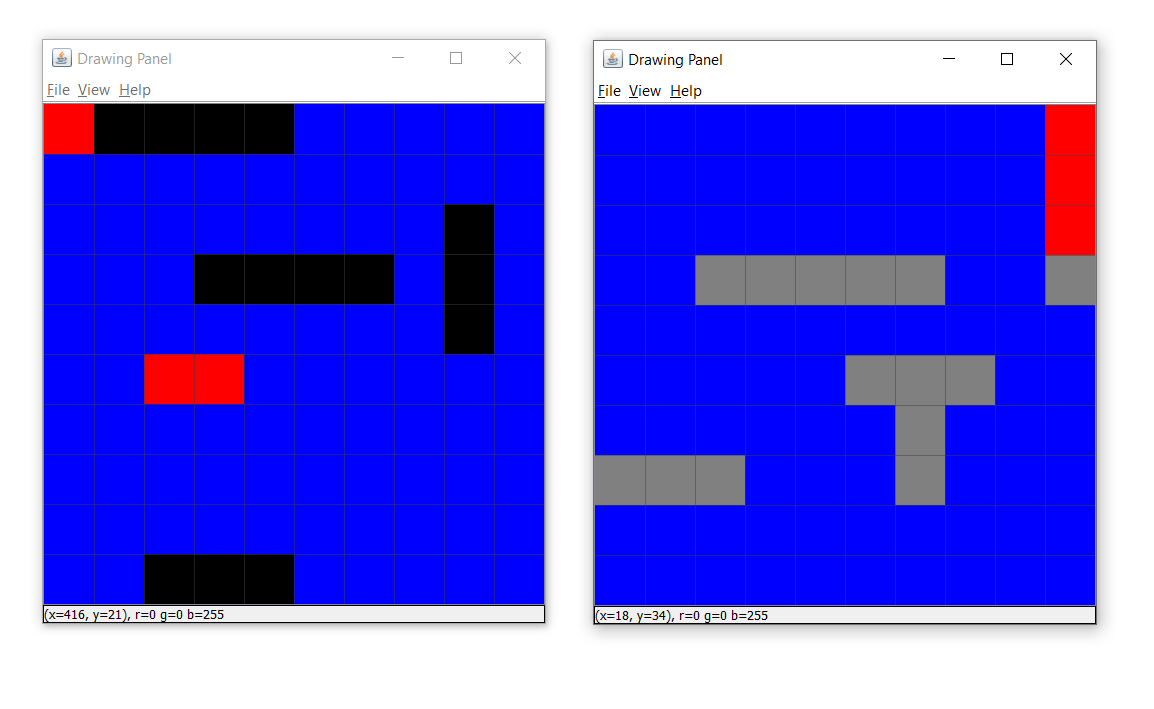 Drawing Panel
File View Help
(x=416, y=21), r=0 g=0 b=255
Drawing Panel
File View Help
(x=18, y=34), r=0 g=0 b=255